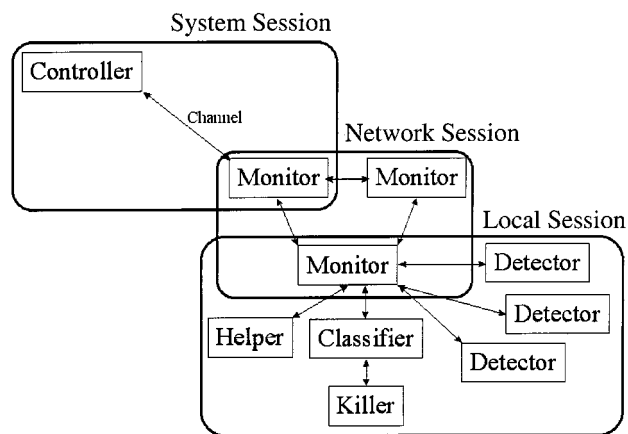 System Session
Controller
Channel
Network Session
Monitor
Monitor
Local Session
Monitor
Detector
Detector
Helper
Classifier
Detector
Killer